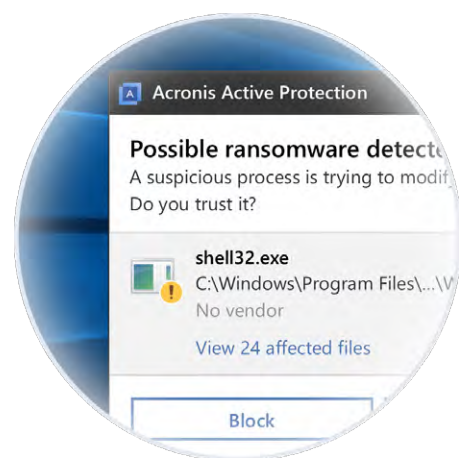 Acronis Active Protection
Possible ransomware detecte
A suspicious process is trying to modif
Do you trust it?
shell32.exe
C:\Windows\Program Files\...\W
No vendor
View 24 affected files
Block